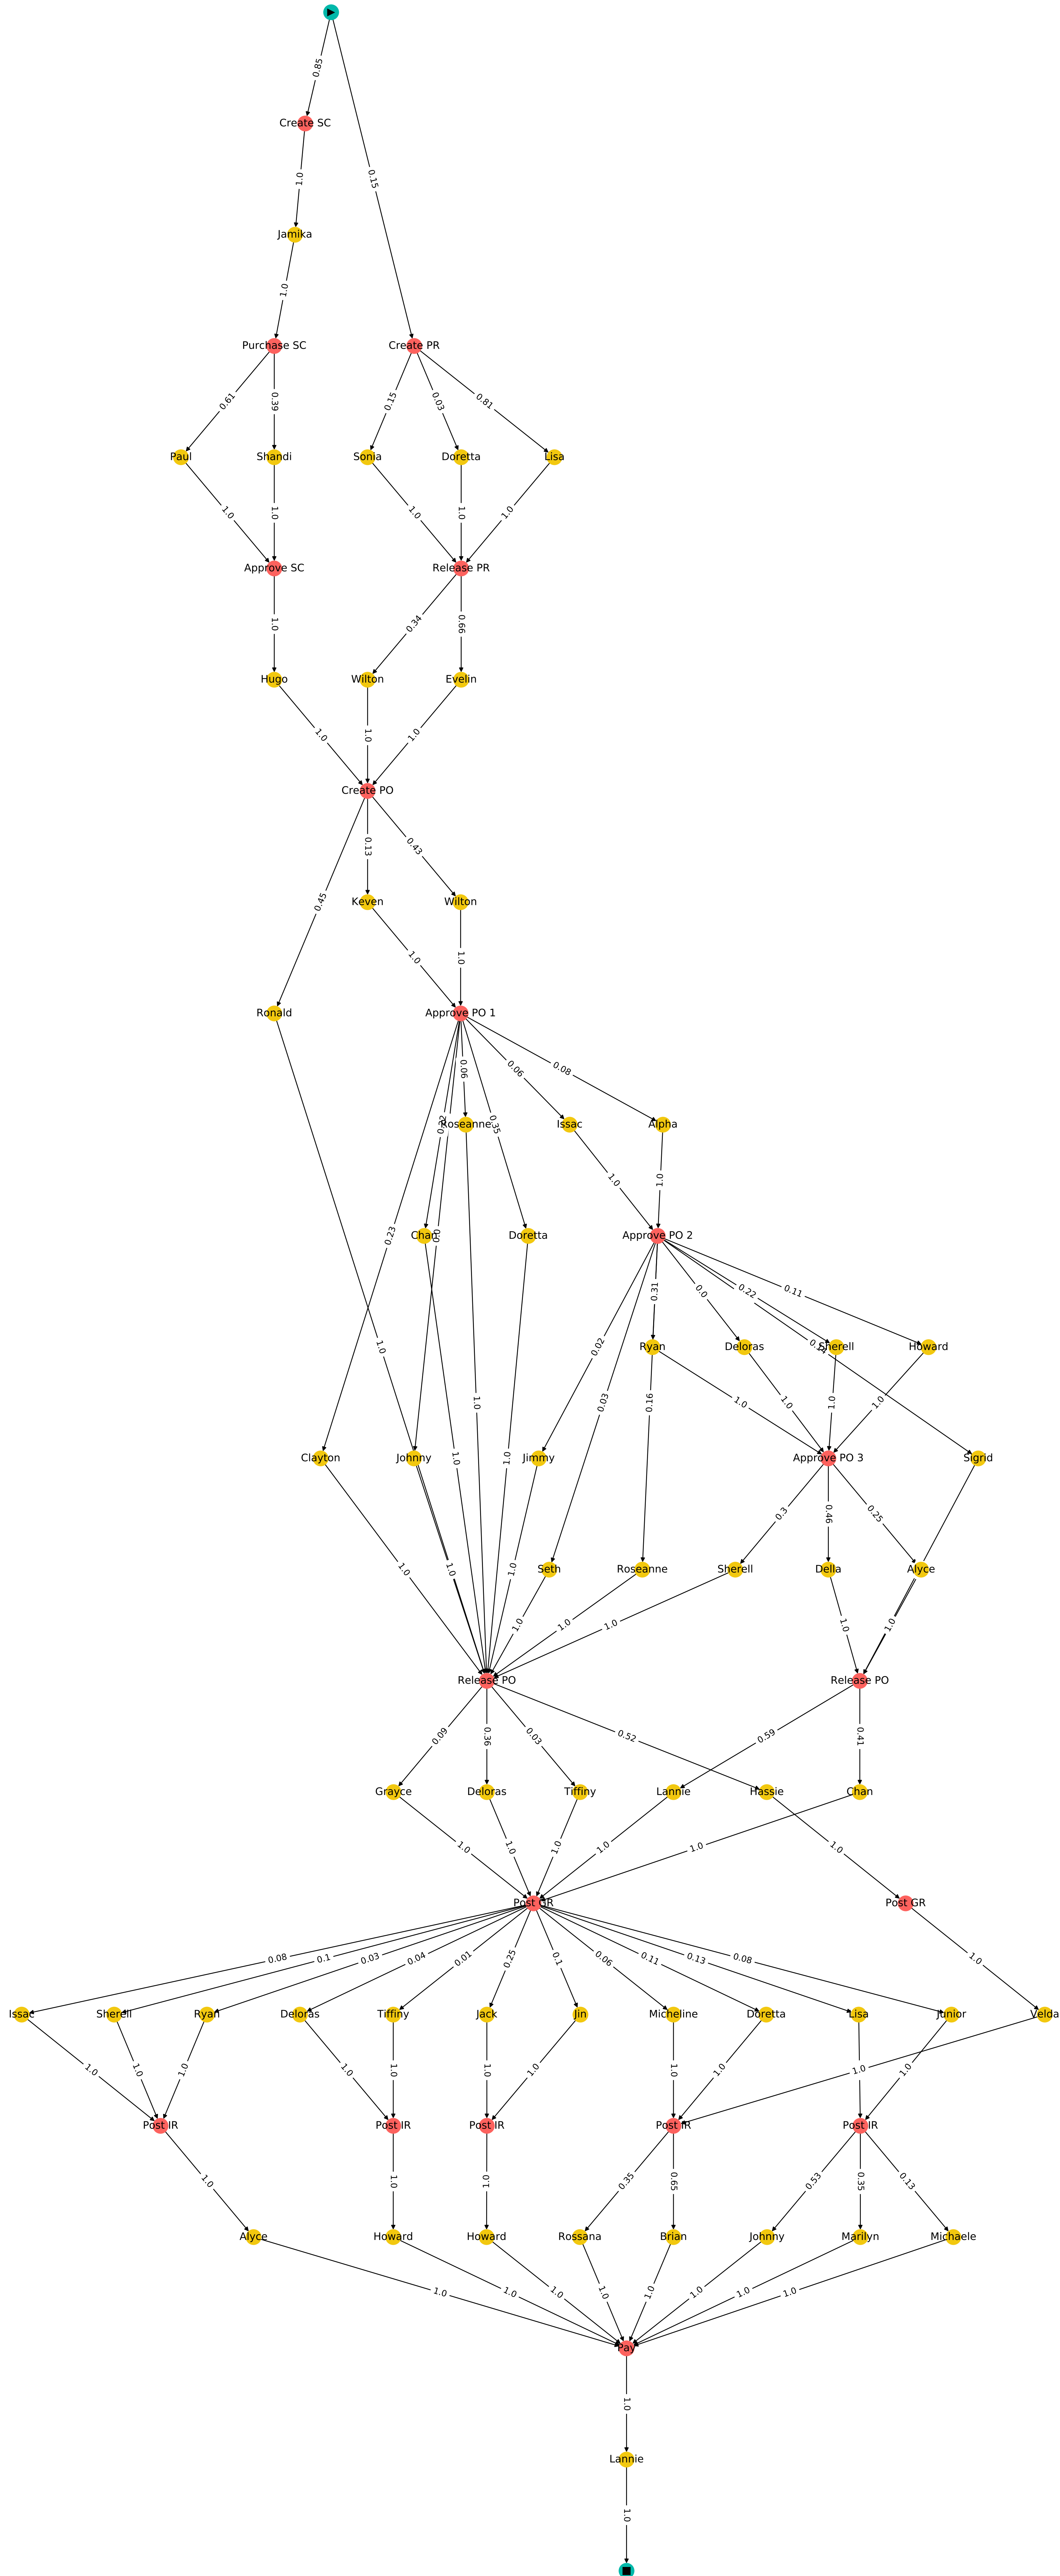 0.85
Create SC
1.0
0.15
Jamika
1.0
Purchase SC
Create PR
0.61
0.39
0.15
0.03
0.81
Paul
Shandi
Sonia
Doretta
Lisa
1.0
1.0
1.0
1.0
1.0
Approve SC
Release PR
1.0
0.34
0.66
Hugo
Wilton
Evelin
1.0
1.0
1.0
Create PO
0.13
0.43
0.45
Keven
Wilton
1.0
1.0
Ronald
Approve PO 1
0.06
0.06
0.08
Roseanne
0.35
Issac
Alpha
1.0
1.0
0.23
Chan
0.0
Doretta
Approve PO 2
0.31
0.0
0.22
0.11
1.0
0.02
Ryan
Deloras
Sherell
Howard
1.0
0.03
0.16
1.0
1.0
1.0
1.0
Clayton
Johnny
1.0
1.0
Jimmy
Approve PO 3
Sigrid
0.3
0.46
0.25
1.0
1.0
1.0
Seth
Roseanne
Sherell
Della
Alyce
1.0
1.0
1.0
1.0
1.0
Release PO
Release PO
0.09
0.36
0.03
0.52
0.59
0.41
Grayce
Deloras
Tiffiny
Lannie
Hassie
Chan
1.0
1.0
1.0
1.0
1.0
1.0
Post GR
Post GR
0.08
0.1
0.03
0.04
0.01
0.25
0.1
0.06
0.11
0.13
0.08
1.0
Issac
Sherell
Ryan
Deloras
Tiffiny
Jack
Jin
Micheline
Doretta
Lisa
Junior
Velda
1.0
1.0
1.0
1.0
1.0
1.0
1.0
1.0
1.0
1.0
1.0
Post IR
Post IR
Post IR
Post IR
Post IR
1.0
1.0
1.0
0.35
0.65
0.53
0.35
0.13
Alyce
Howard
Howard
Rossana
Brian
Johnny
Marilyn
Michaele
1.0
1.0
1.0
1.0
1.0
1.0
1.0
1.0
Pay
1.0
Lannie
1.0